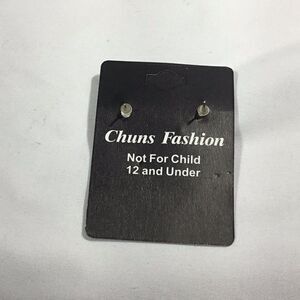 Chuns Fashion
Not For Child
12 and Under